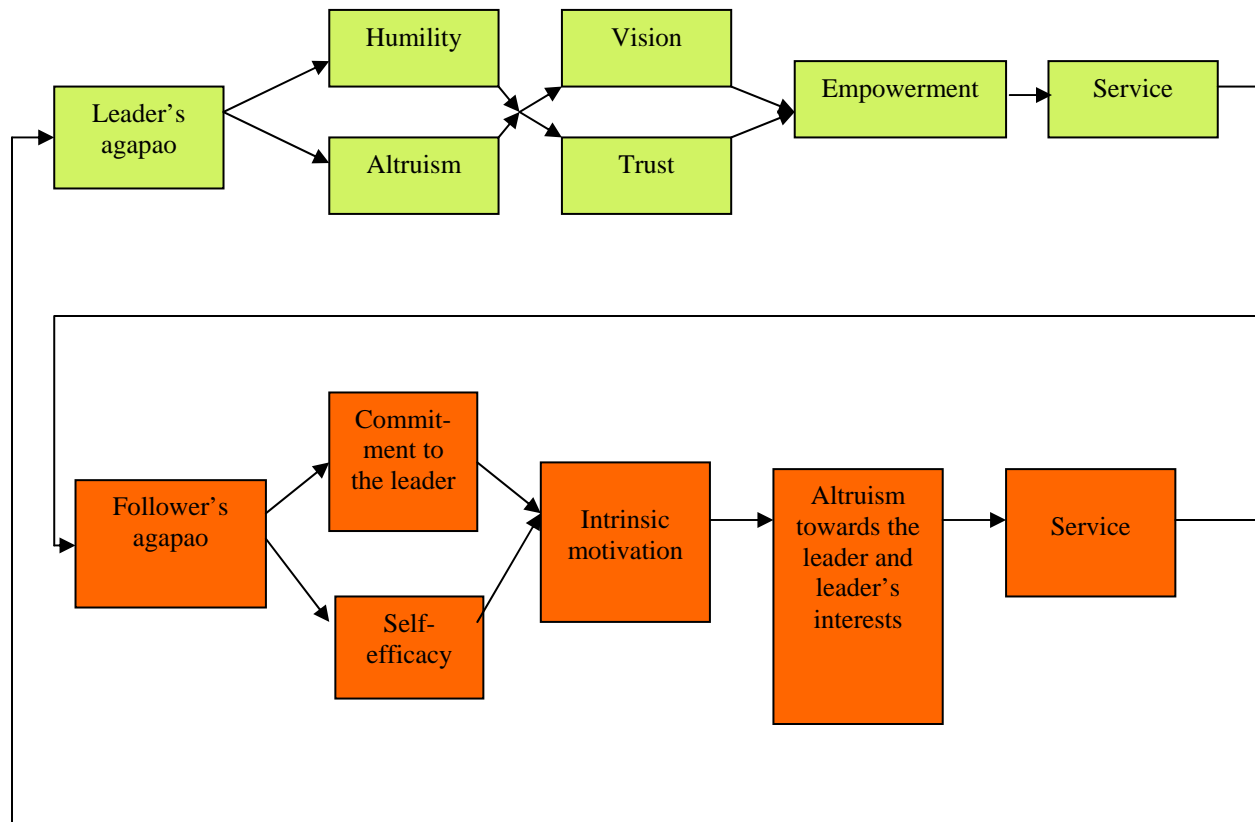 Leader’s
agapao
Humility
Altruism
Vision
Trust
Empowerment
Service
Follower’s
agapao
Commit-
ment to
the leader
Self-
efficacy
Intrinsic
motivation
Altruism
towards the
leader and
leader’s
interests
Service